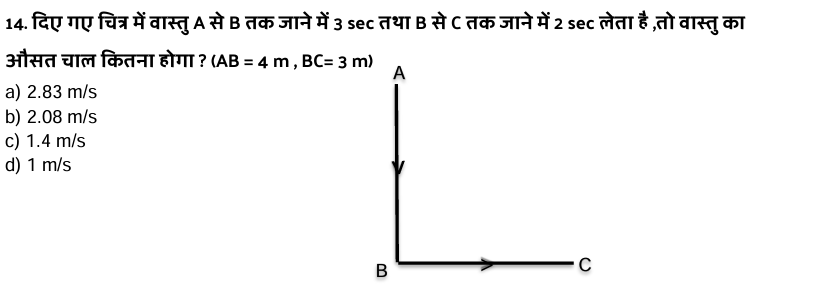 14. दिए गए चित्र में वास्तु A से B तक जाने में 3 sec तथा B से C तक जाने में 2 sec लेता है ,तो वास्तु का
औसत चाल कितना होगा ? (AB = 4 m , BC= 3 m)
A
a) 2.83 m/s
b) 2.08 m/s
c) 1.4 m/s
d) 1 m/s
B
C